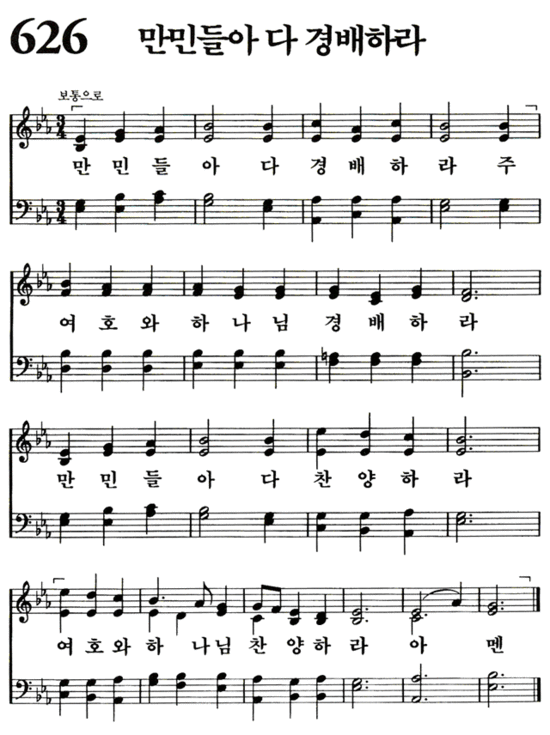 626 만민들아 다 경배하라
보통으로
3/4
만 민 들 아 다 경 배 하 라 주
3/4
여 호 와 하 나 님 경 배 하 라
만 민 들 아 다 찬 양 하 라
여 호 와 하 나 님 찬 양 하 라 아 멘